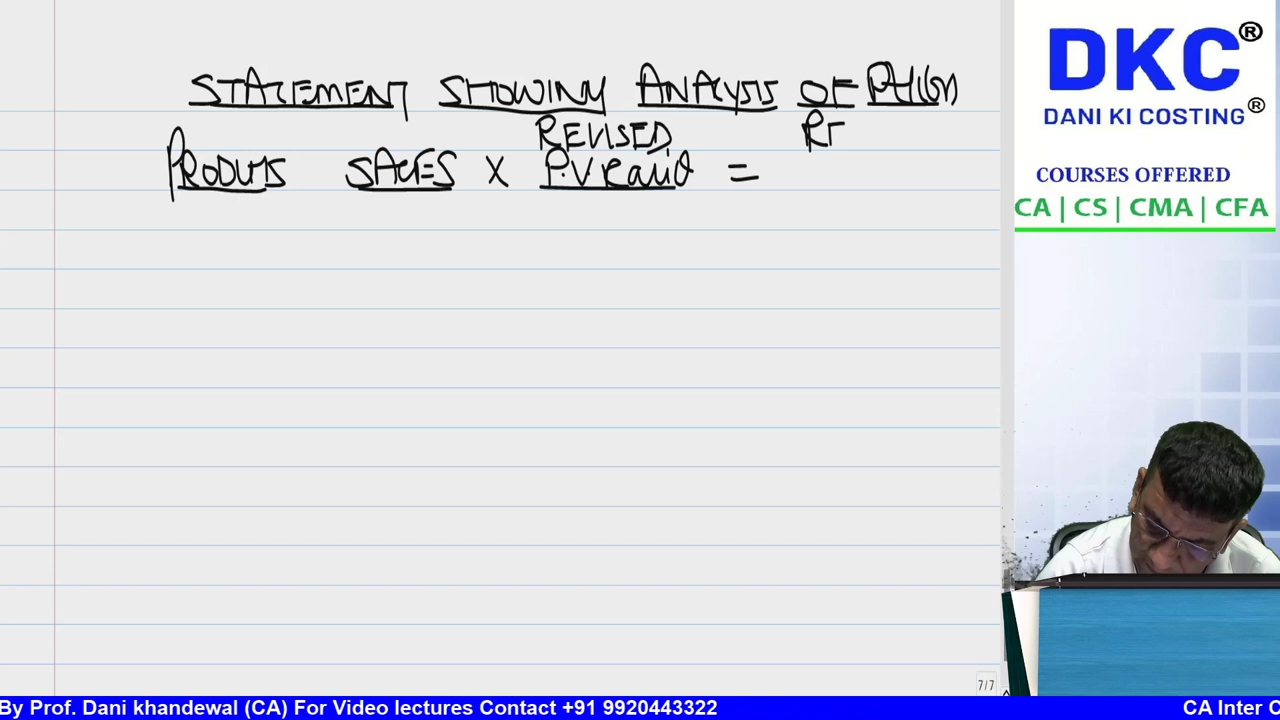 STATEMENT SHOWING ANALYSIS OF
REVISED RE
PRODUCTS SALES X P.V Ratio =
DKC®
DANI KI COSTING®
COURSES OFFERED
CA | CS | CMA | CFA
7/7
By Prof. Dani khandewal (CA) For Video lectures Contact +91 9920443322
CA Inter C